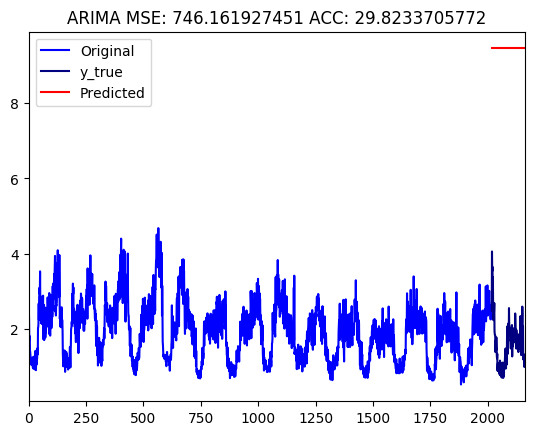 ARIMA MSE: 746.161927451 ACC: 29.8233705772
Original
y_true
Predicted
8
6
4
2
0 250 500 750 1000 1250 1500 1750 2000